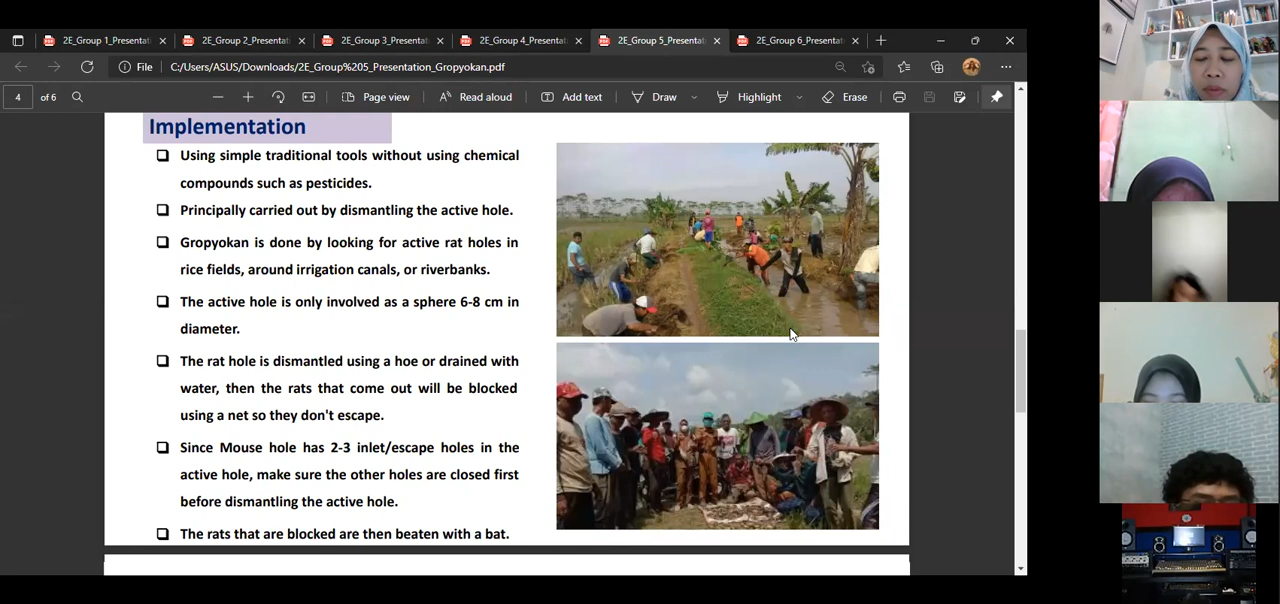 2E_Group 1_Presentat
2E_Group 2_Presentat
2E_Group 3_Presentat
2E_Group 4_Presentat
2E_Group 5_Presentat
2E_Group 6_Presentat
File
C:/Users/ASUS/Downloads/2E_Group%205_Presentation_Gropyokan.pdf
4 of 6
Page view
Read aloud
Add text
Draw
Highlight
Erase
Implementation
Using simple traditional tools without using chemical
compounds such as pesticides.
Principally carried out by dismantling the active hole.
Gropyokan is done by looking for active rat holes in
rice fields, around irrigation canals, or riverbanks.
The active hole is only involved as a sphere 6-8 cm in
diameter.
The rat hole is dismantled using a hoe or drained with
water, then the rats that come out will be blocked
using a net so they don't escape.
Since Mouse hole has 2-3 inlet/escape holes in the
active hole, make sure the other holes are closed first
before dismantling the active hole.
The rats that are blocked are then beaten with a bat.